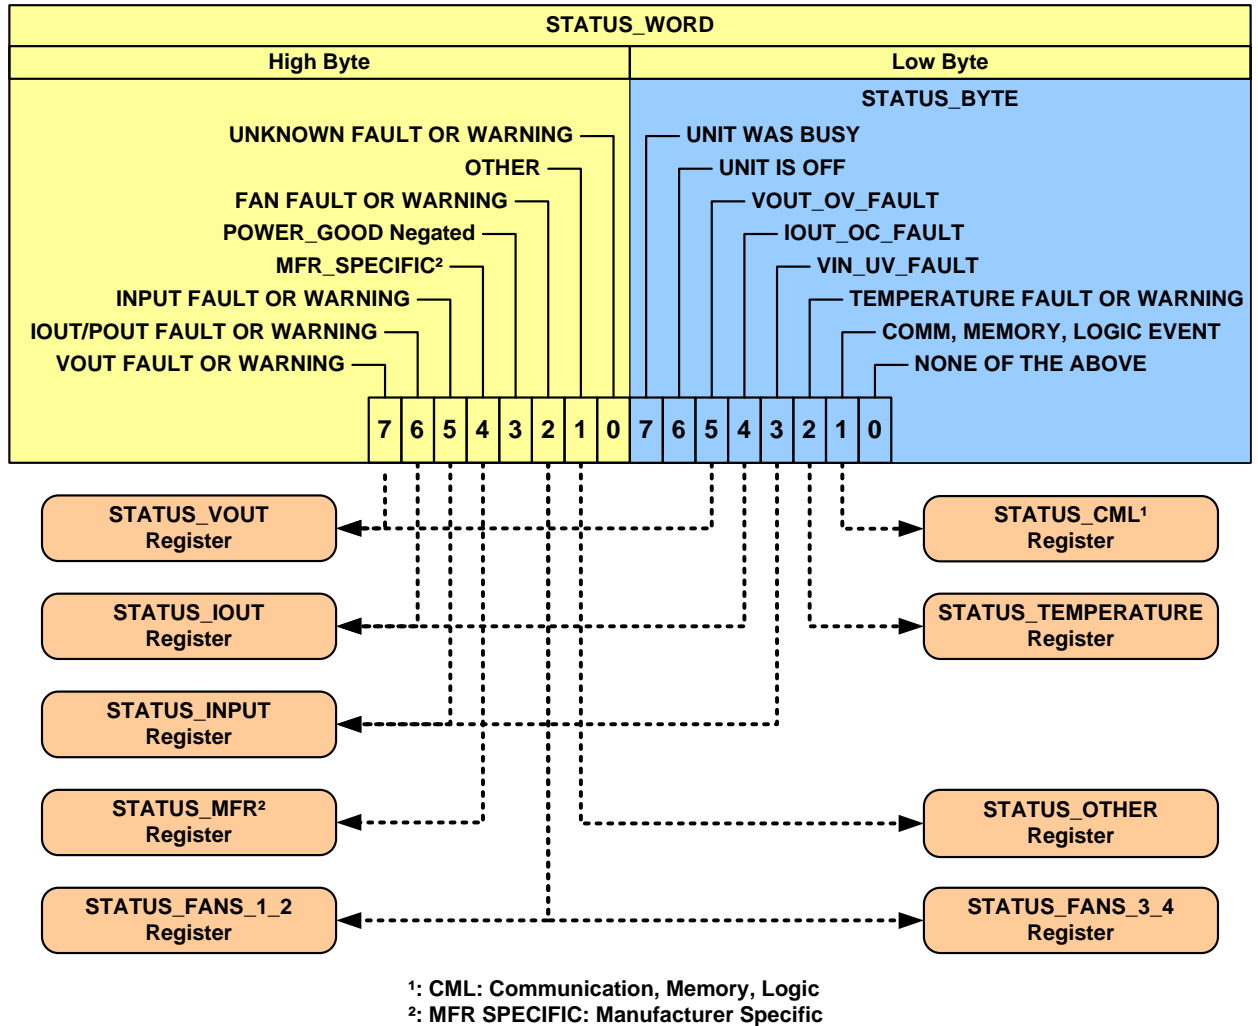 STATUS_WORD
High Byte
Low Byte
STATUS_BYTE
UNKNOWN FAULT OR WARNING
OTHER
FAN FAULT OR WARNING
POWER_GOOD Negated
MFR_SPECIFIC²
INPUT FAULT OR WARNING
IOUT/POUT FAULT OR WARNING
VOUT FAULT OR WARNING
UNIT WAS BUSY
UNIT IS OFF
VOUT_OV_FAULT
IOUT_OC_FAULT
VIN_UV_FAULT
TEMPERATURE FAULT OR WARNING
COMM, MEMORY, LOGIC EVENT
NONE OF THE ABOVE
7 6 5 4 3 2 1 0 7 6 5 4 3 2 1 0
STATUS_VOUT
Register
STATUS_CML¹
Register
STATUS_IOUT
Register
STATUS_TEMPERATURE
Register
STATUS_INPUT
Register
STATUS_MFR²
Register
STATUS_OTHER
Register
STATUS_FANS_1_2
Register
STATUS_FANS_3_4
Register
¹: CML: Communication, Memory, Logic
²: MFR SPECIFIC: Manufacturer Specific